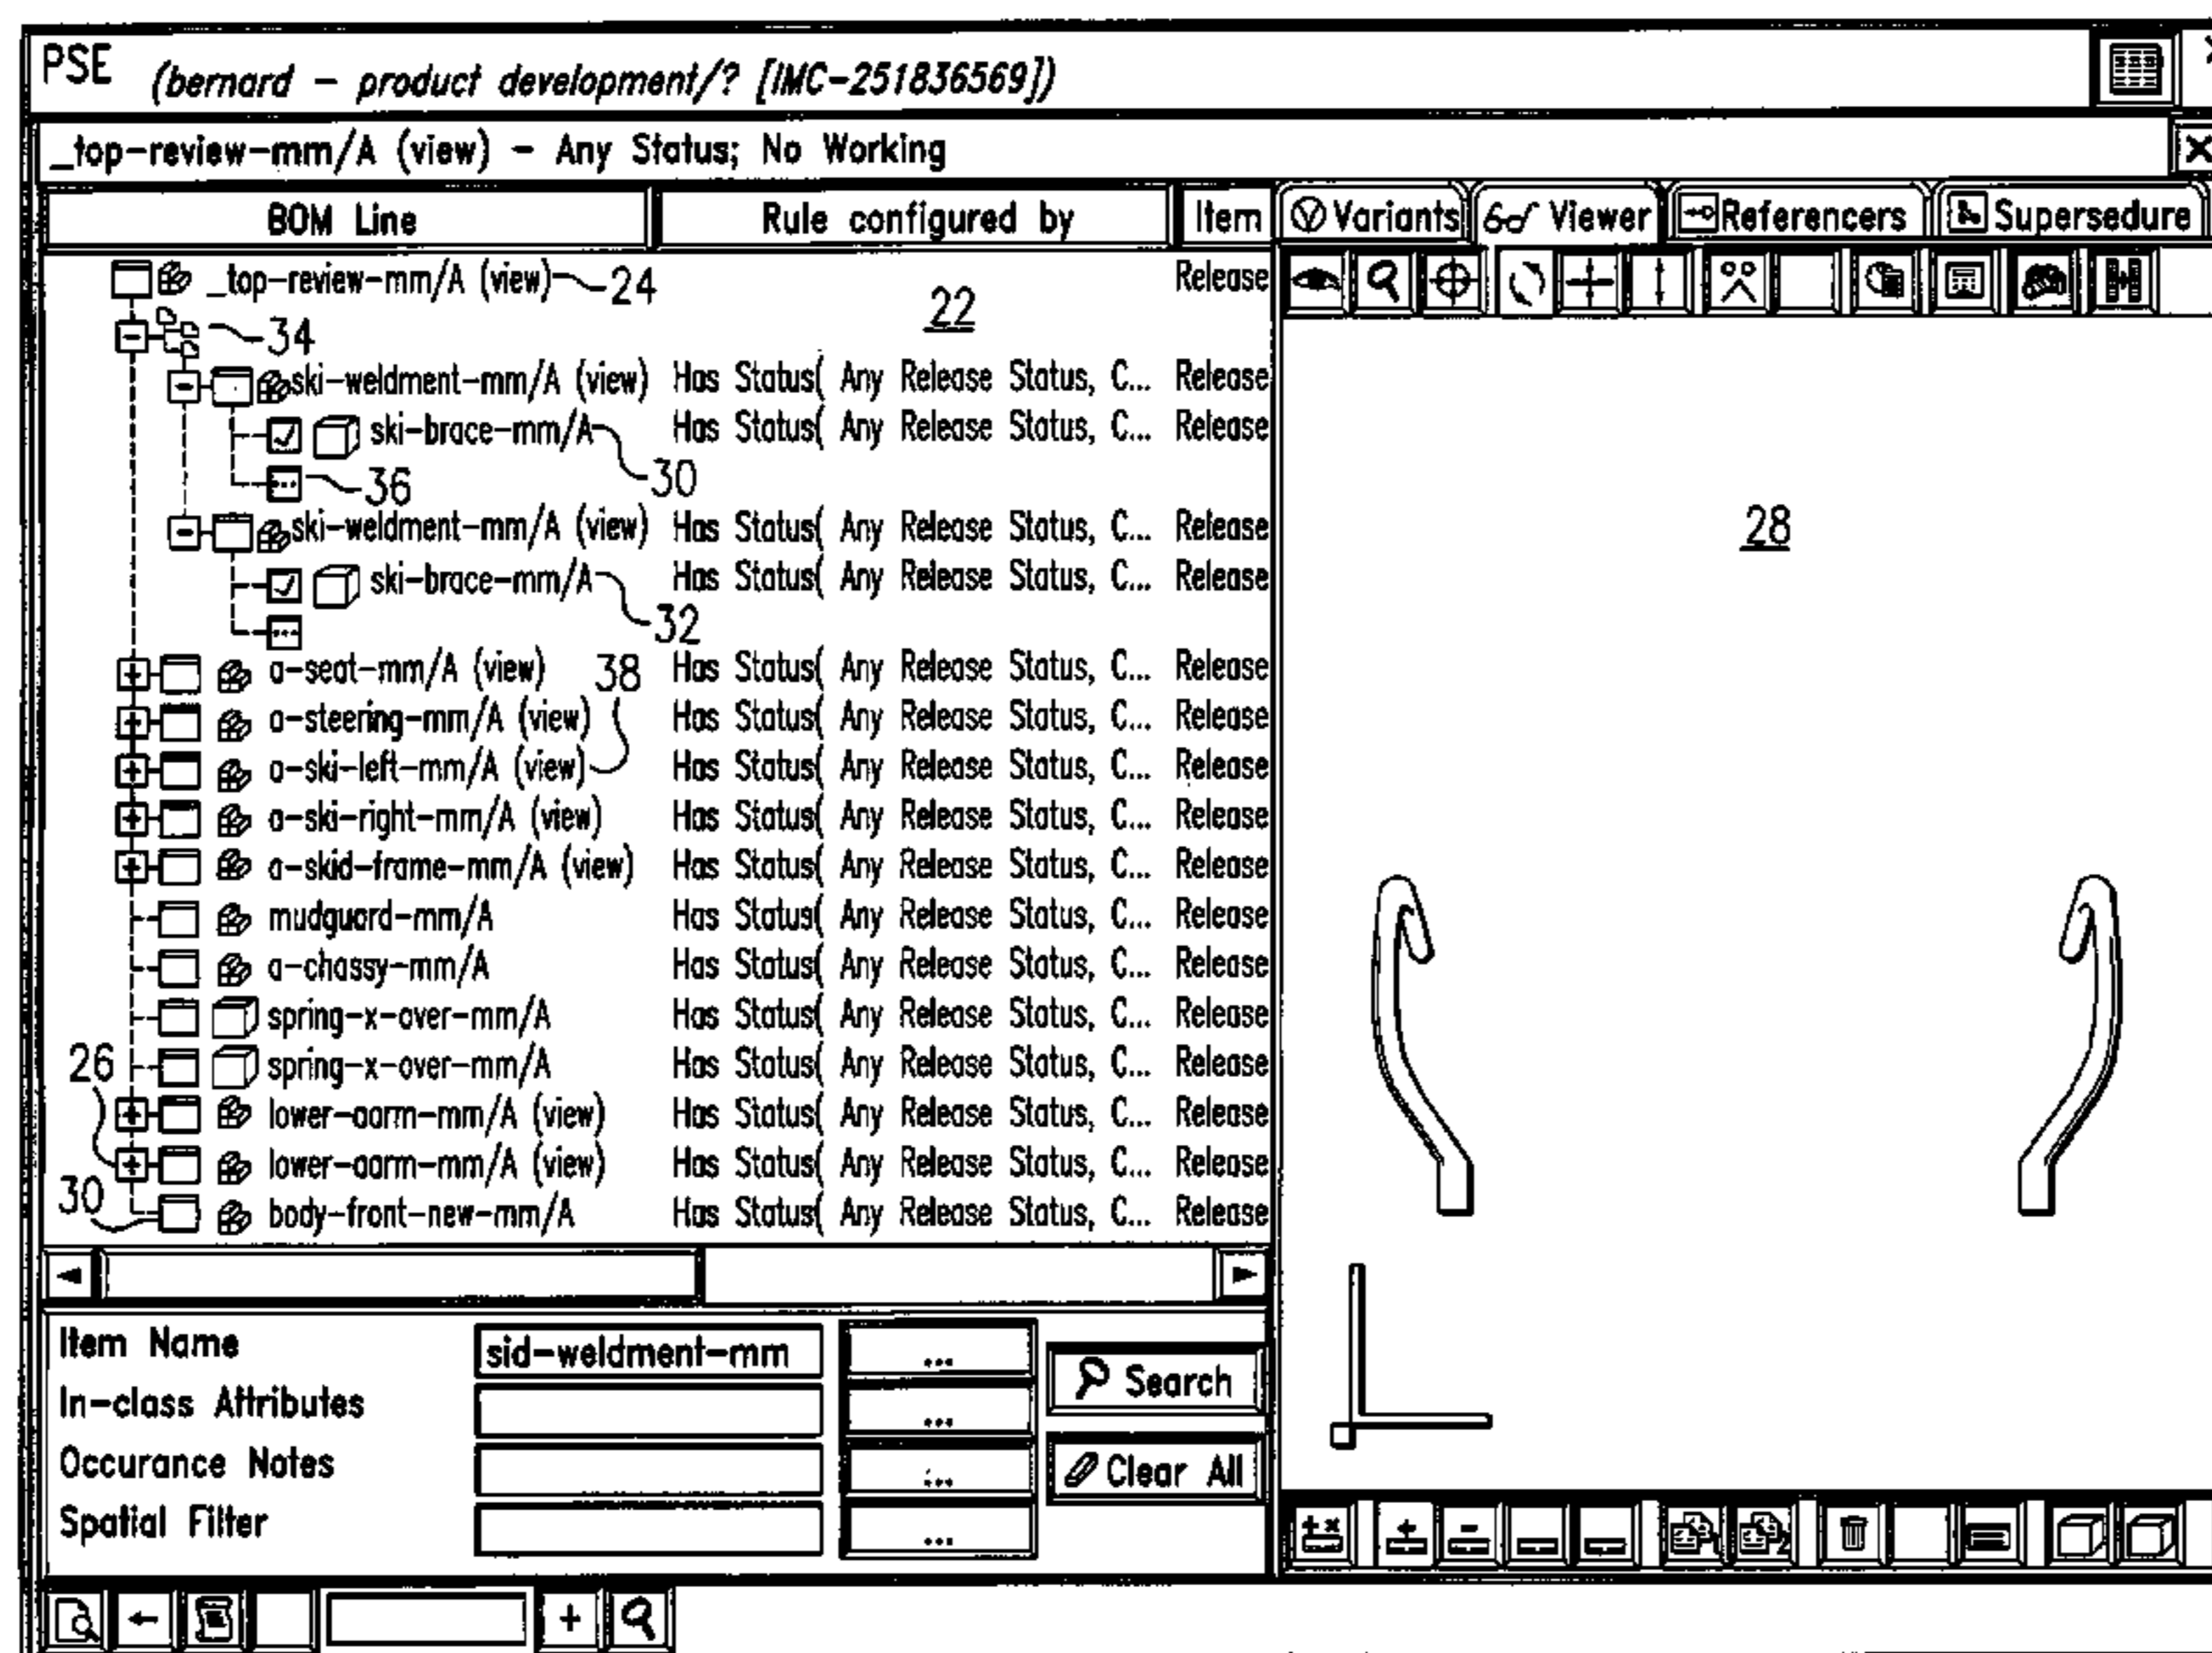 PSE (bernard - product development/? [IMC-251836569])
_top-review-mm/A (view) - Any Status; No Working
BOM Line Rule configured by Item Variants Viewer Referencers Supersedure
_top-review-mm/A (view) 24 22 Release
34
ski-weldment-mm/A (view) Has Status( Any Release Status, C... Release
ski-brace-mm/A Has Status( Any Release Status, C... Release
36 30
ski-weldment-mm/A (view) Has Status( Any Release Status, C... Release
28
ski-brace-mm/A Has Status( Any Release Status, C... Release
32
a-seat-mm/A (view) 38 Has Status( Any Release Status, C... Release
a-steering-mm/A (view) Has Status( Any Release Status, C... Release
a-ski-left-mm/A (view) Has Status( Any Release Status, C... Release
a-ski-right-mm/A (view) Has Status( Any Release Status, C... Release
a-skid-frame-mm/A (view) Has Status( Any Release Status, C... Release
mudguard-mm/A Has Status( Any Release Status, C... Release
a-chassy-mm/A Has Status( Any Release Status, C... Release
spring-x-over-mm/A Has Status( Any Release Status, C... Release
26 spring-x-over-mm/A Has Status( Any Release Status, C... Release
lower-aarm-mm/A (view) Has Status( Any Release Status, C... Release
lower-aarm-mm/A (view) Has Status( Any Release Status, C... Release
30 body-front-new-mm/A Has Status( Any Release Status, C... Release
Item Name sid-weldment-mm ... Search
In-class Attributes ...
Occurance Notes ... Clear All
Spatial Filter ...